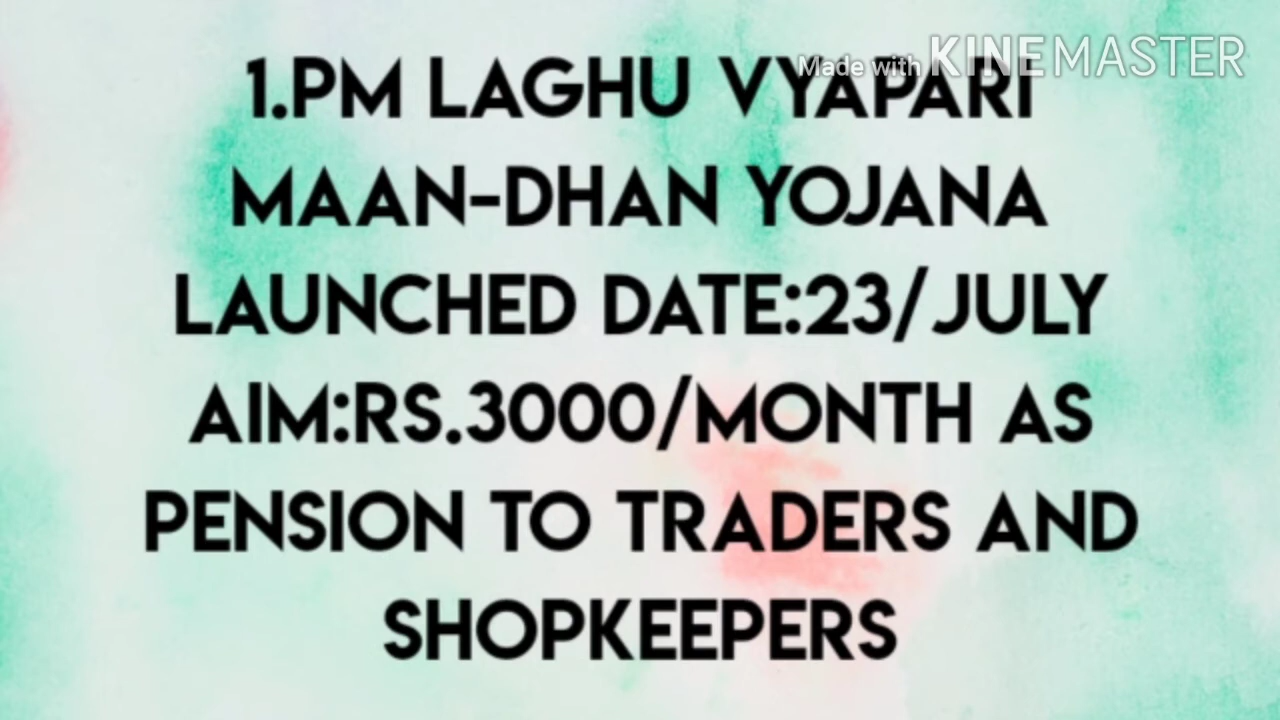 Made with KINEMASTER
1.PM LAGHU VYAPARI
MAAN-DHAN YOJANA
LAUNCHED DATE:23/JULY
AIM:RS.3000/MONTH AS
PENSION TO TRADERS AND
SHOPKEEPERS